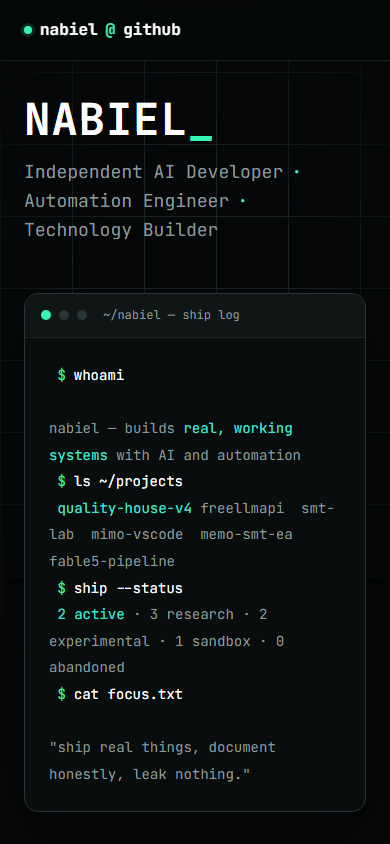 nabiel @ github
NABIEL_
Independent AI Developer ·
Automation Engineer ·
Technology Builder
~/nabiel — ship log
$ whoami
nabiel — builds real, working
systems with AI and automation
$ ls ~/projects
quality-house-v4 freellmapi smt-
lab mimo-vscode memo-smt-ea
fable5-pipeline
$ ship --status
2 active · 3 research · 2
experimental · 1 sandbox · 0
abandoned
$ cat focus.txt
"ship real things, document
honestly, leak nothing."